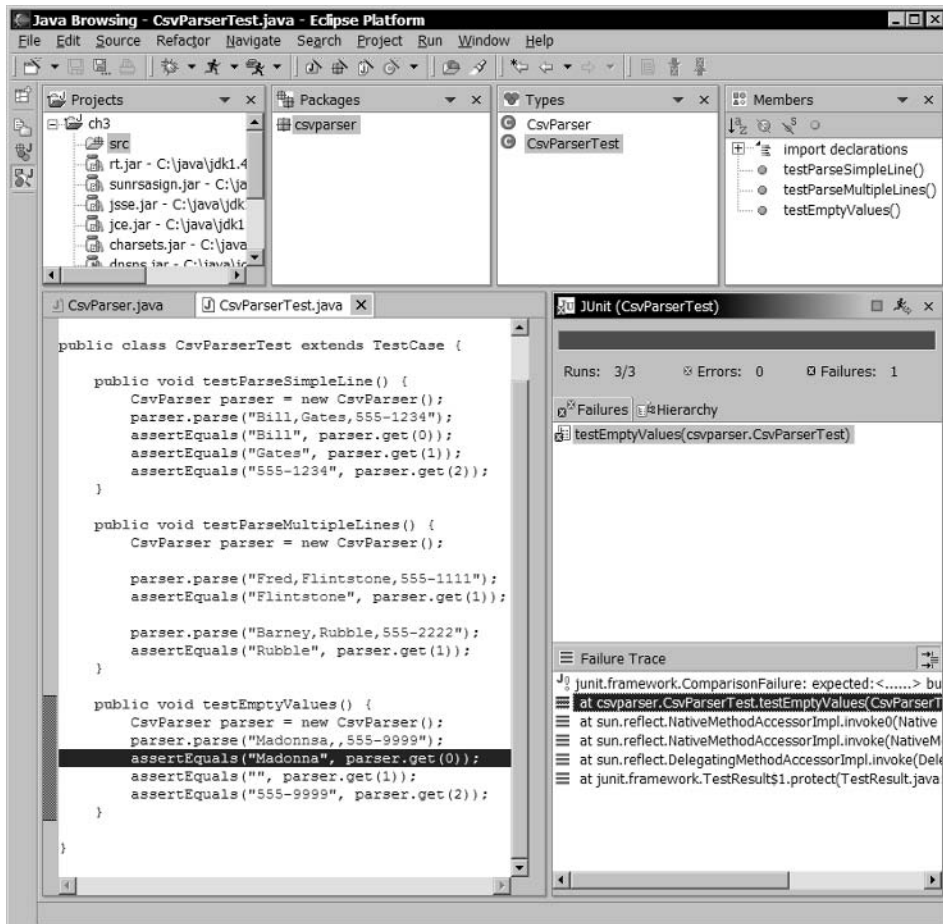 Java Browsing - CsvParserTest.java - Eclipse Platform
File Edit Source Refactor Navigate Search Project Run Window Help
Projects
Packages
Types
Members
ch3
src
rt.jar - C:\java\jdk1.4
sunrsasign.jar - C:\ja
jsse.jar - C:\java\jdk
jce.jar - C:\java\jdk1
charsets.jar - C:\java
csvparser
CsvParser
CsvParserTest
import declarations
testParseSimpleLine()
testParseMultipleLines()
testEmptyValues()
CsvParser.java
CsvParserTest.java
public class CsvParserTest extends TestCase {
public void testParseSimpleLine() {
CsvParser parser = new CsvParser();
parser.parse("Bill,Gates,555-1234");
assertEquals("Bill", parser.get(0));
assertEquals("Gates", parser.get(1));
assertEquals("555-1234", parser.get(2));
}
public void testParseMultipleLines() {
CsvParser parser = new CsvParser();
parser.parse("Fred,Flintstone,555-1111");
assertEquals("Flintstone", parser.get(1));
parser.parse("Barney,Rubble,555-2222");
assertEquals("Rubble", parser.get(1));
}
public void testEmptyValues() {
CsvParser parser = new CsvParser();
parser.parse("Madonnsa,,555-9999");
assertEquals("Madonna", parser.get(0));
assertEquals("", parser.get(1));
assertEquals("555-9999", parser.get(2));
}
}
JUnit (CsvParserTest)
Runs: 3/3 Errors: 0 Failures: 1
Failures Hierarchy
testEmptyValues(csvparser.CsvParserTest)
Failure Trace
junit.framework.ComparisonFailure: expected:<......> bu
at csvparser.CsvParserTest.testEmptyValues(CsvParserT
at sun.reflect.NativeMethodAccessorImpl.invoke0(Native
at sun.reflect.NativeMethodAccessorImpl.invoke(NativeM
at sun.reflect.DelegatingMethodAccessorImpl.invoke(Dele
at junit.framework.TestResult$1.protect(TestResult.java